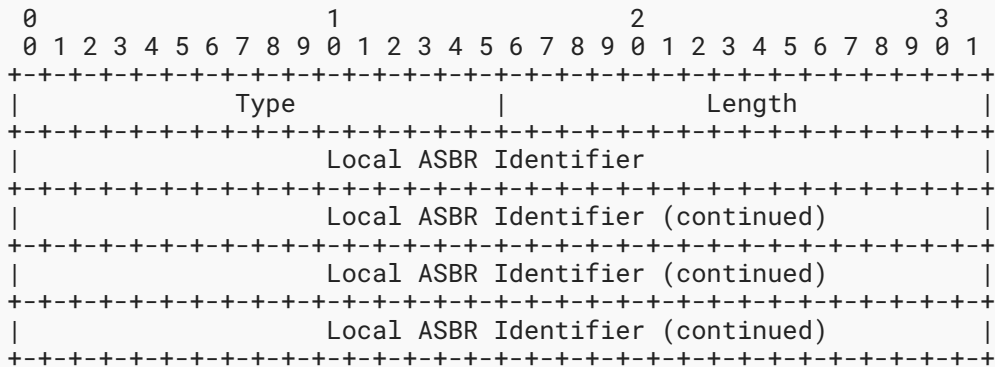 0                   1                   2                   3
 0 1 2 3 4 5 6 7 8 9 0 1 2 3 4 5 6 7 8 9 0 1 2 3 4 5 6 7 8 9 0 1
+-+-+-+-+-+-+-+-+-+-+-+-+-+-+-+-+-+-+-+-+-+-+-+-+-+-+-+-+-+-+-+-+
|              Type             |             Length            |
+-+-+-+-+-+-+-+-+-+-+-+-+-+-+-+-+-+-+-+-+-+-+-+-+-+-+-+-+-+-+-+-+
|                    Local ASBR Identifier                      |
+-+-+-+-+-+-+-+-+-+-+-+-+-+-+-+-+-+-+-+-+-+-+-+-+-+-+-+-+-+-+-+-+
|                    Local ASBR Identifier (continued)          |
+-+-+-+-+-+-+-+-+-+-+-+-+-+-+-+-+-+-+-+-+-+-+-+-+-+-+-+-+-+-+-+-+
|                    Local ASBR Identifier (continued)          |
+-+-+-+-+-+-+-+-+-+-+-+-+-+-+-+-+-+-+-+-+-+-+-+-+-+-+-+-+-+-+-+-+
|                    Local ASBR Identifier (continued)          |
+-+-+-+-+-+-+-+-+-+-+-+-+-+-+-+-+-+-+-+-+-+-+-+-+-+-+-+-+-+-+-+-+